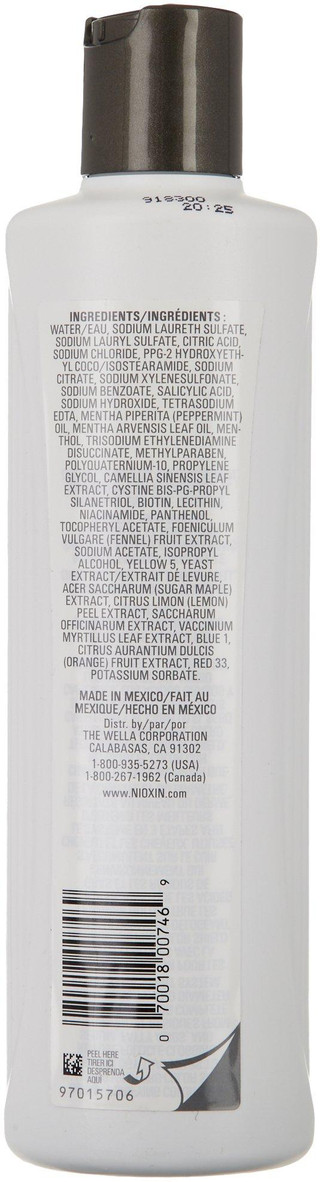 918300
20:25
INGREDIENTS/INGRÉDIENTS :
WATER/EAU, SODIUM LAURETH SULFATE,
SODIUM LAURYL SULFATE, CITRIC ACID,
SODIUM CHLORIDE, PPG-2 HYDROXYETH-
YL COCO/ISOSTEARAMIDE, SODIUM
CITRATE, SODIUM XYLENESULFONATE,
SODIUM BENZOATE, SALICYLIC ACID,
SODIUM HYDROXIDE, TETRASODIUM
EDTA, MENTHA PIPERITA (PEPPERMINT)
OIL, MENTHA ARVENSIS LEAF OIL, MEN-
THOL, TRISODIUM ETHYLENEDIAMINE
DISUCCINATE, METHYLPARABEN,
POLYQUATERNIUM-10, PROPYLENE
GLYCOL, CAMELLIA SINENSIS LEAF
EXTRACT, CYSTINE BIS-PG-PROPYL
SILANETRIOL, BIOTIN, LECITHIN,
NIACINAMIDE, PANTHENOL,
TOCOPHERYL ACETATE, FOENICULUM
VULGARE (FENNEL) FRUIT EXTRACT,
SODIUM ACETATE, ISOPROPYL
ALCOHOL, YELLOW 5, YEAST
EXTRACT/EXTRAIT DE LEVURE,
ACER SACCHARUM (SUGAR MAPLE)
EXTRACT, CITRUS LIMON (LEMON)
PEEL EXTRACT, SACCHARUM
OFFICINARUM EXTRACT, VACCINIUM
MYRTILLUS LEAF EXTRACT, BLUE 1,
CITRUS AURANTIUM DULCIS
(ORANGE) FRUIT EXTRACT, RED 33,
POTASSIUM SORBATE.
MADE IN MEXICO/FAIT AU
MEXIQUE/HECHO EN MÉXICO
Distr. by/par/por
THE WELLA CORPORATION
CALABASAS, CA 91302
1-800-935-5273 (USA)
1-800-267-1962 (Canada)
www.NIOXIN.com
0 70018 00746 9
PEEL HERE
TIRER ICI
DESPRENDA
AQUÍ
97015706